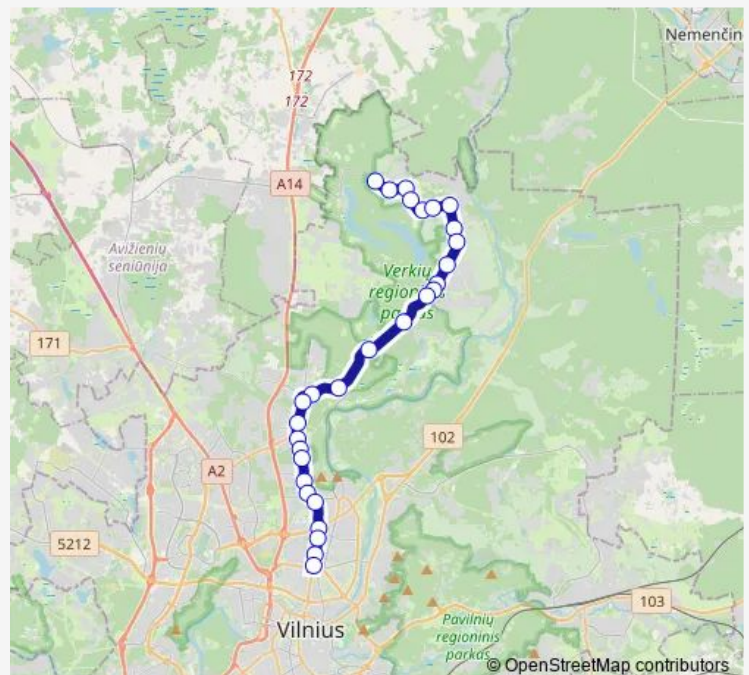 Nemenčin
172
172
A14
Avižienių
seniūnija
Verkių
regioninis
parkas
171
102
A2
5212
103
Vilnius
Pavilnių
regioninis
parkas
© OpenStreetMap contributors